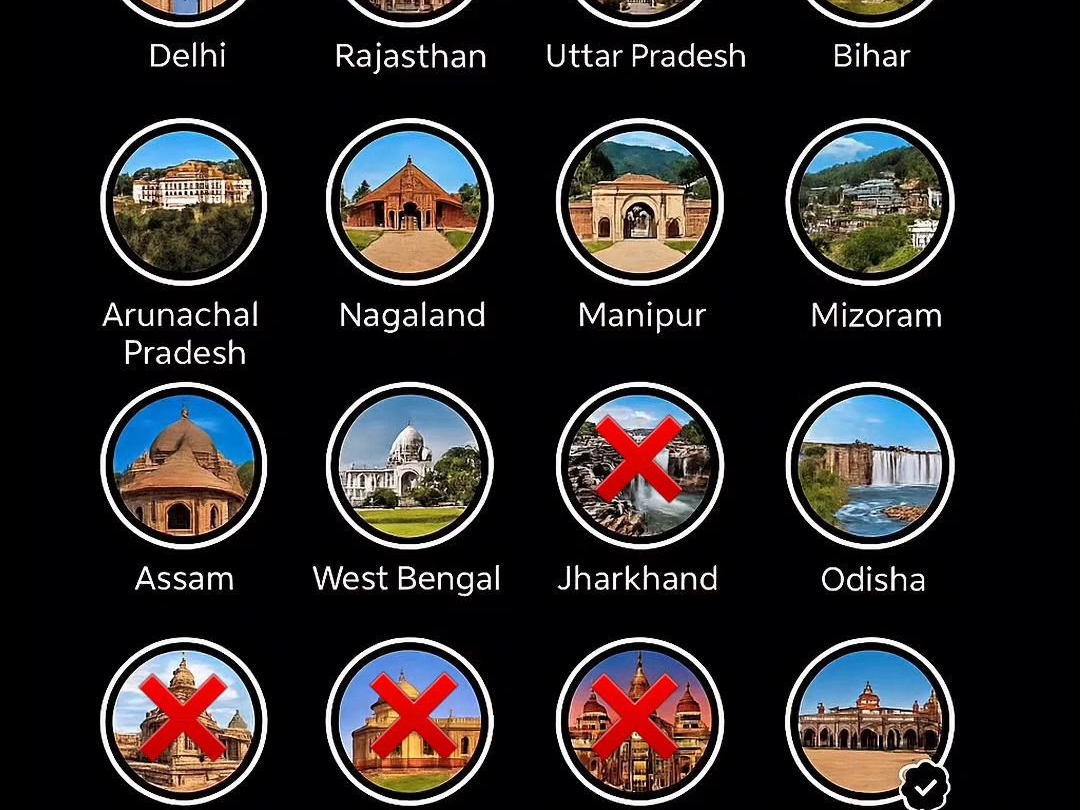 Delhi
Rajasthan
Uttar Pradesh
Bihar
Arunachal
Pradesh
Nagaland
Manipur
Mizoram
Assam
West Bengal
Jharkhand
Odisha